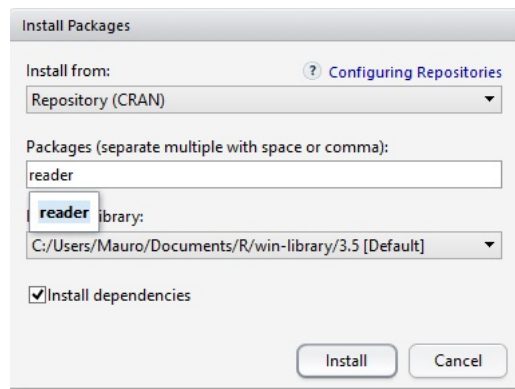 Install Packages
Install from:
? Configuring Repositories
Repository (CRAN)
Packages (separate multiple with space or comma):
reader
reader
ibrary:
C:/Users/Mauro/Documents/R/win-library/3.5 [Default]
Install dependencies
Install
Cancel